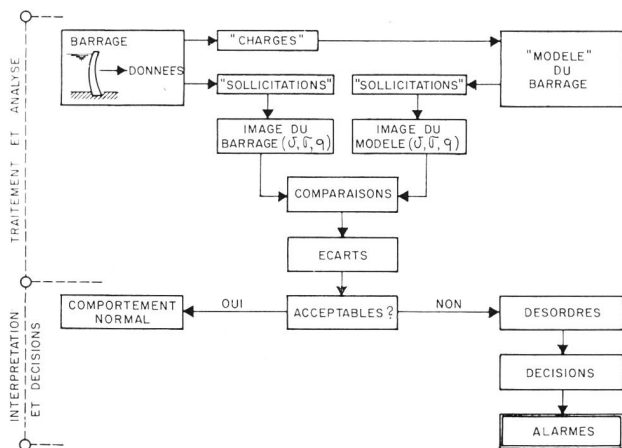 TRAITEMENT ET ANALYSE
BARRAGE
DONNEES
"CHARGES"
"MODELE"
DU
BARRAGE
"SOLLICITATIONS"
"SOLLICITATIONS"
IMAGE DU
BARRAGE
IMAGE DU
MODELE
COMPARAISONS
ECARTS
INTERPRETATION
ET DECISIONS
COMPORTEMENT
NORMAL
OUI
ACCEPTABLES ?
NON
DESORDRES
DECISIONS
ALARMES